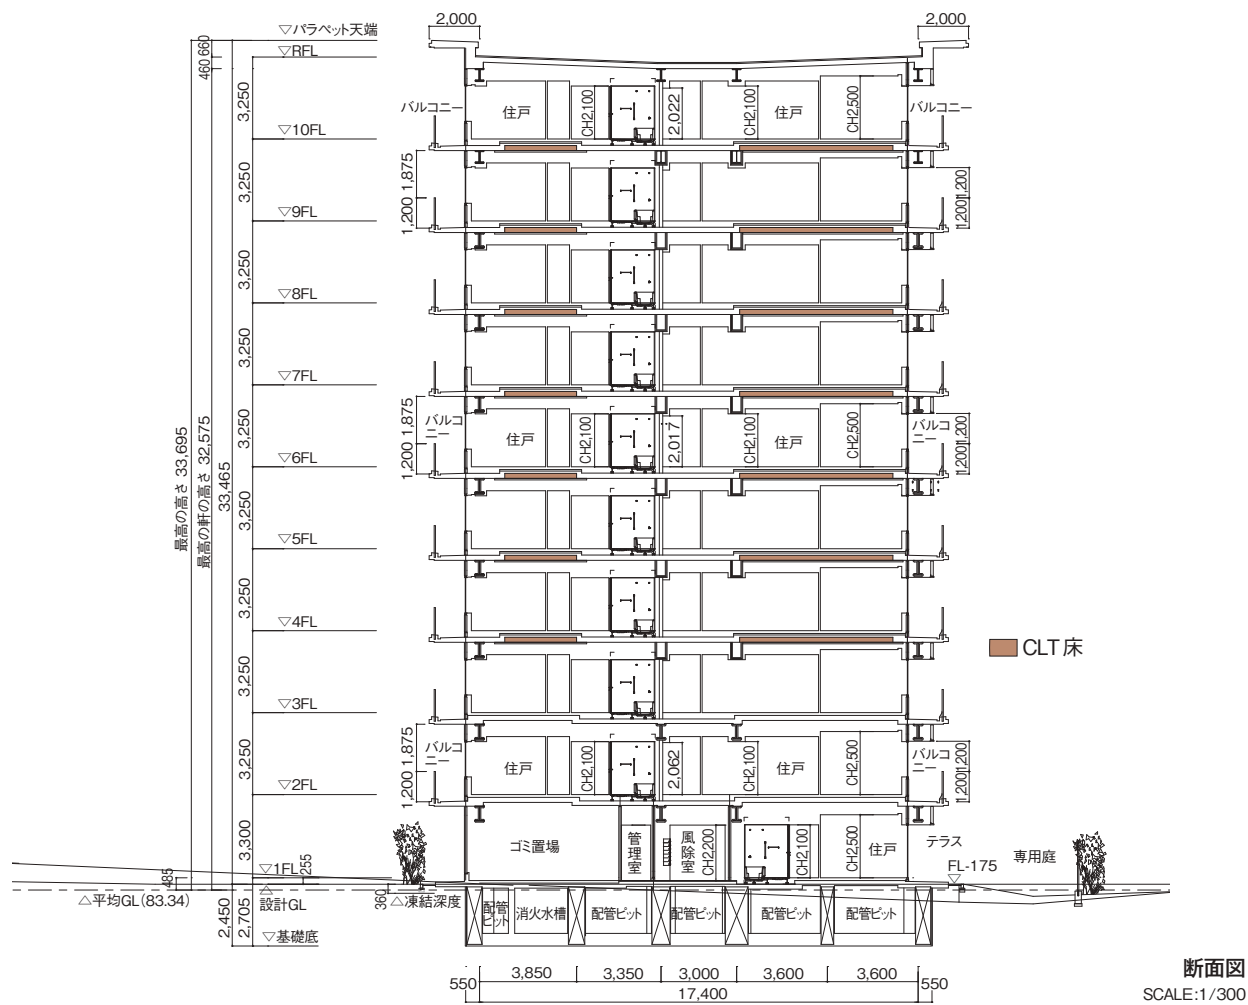 2,000
2,000
▽パラペット天端
660
▽RFL
460
3,250
バルコニー
住戸
CH2,100
2,022
CH2,100
住戸
CH2,500
バルコニー
▽10FL
3,250
1,875
1,200
1,200
1,200
▽9FL
3,250
▽8FL
3,250
▽7FL
3,250
1,875
1,200
バルコ
ニー
住戸
CH2,100
2,017
CH2,100
住戸
CH2,500
バルコ
ニー
1,200
1,200
▽6FL
最高の高さ 33,695
最高の軒の高さ 32,575
33,465
3,250
▽5FL
3,250
▽4FL
CLT床
3,250
▽3FL
3,250
1,875
1,200
バルコ
ニー
住戸
CH2,100
2,062
CH2,100
住戸
CH2,500
バルコ
ニー
1,200
1,200
▽2FL
3,300
ゴミ置場
管理室
風除室
CH2,200
CH2,100
CH2,500
住戸
テラス
FL-175
専用庭
▽1FL
255
485
△平均GL(83.34)
設計GL
360
△凍結深度
2,450
2,705
▽基礎底
配管
ピット
消火水槽
配管ピット
配管ピット
配管ピット
配管ピット
550
3,850
3,350
3,000
3,600
3,600
550
17,400
断面図
SCALE:1/300